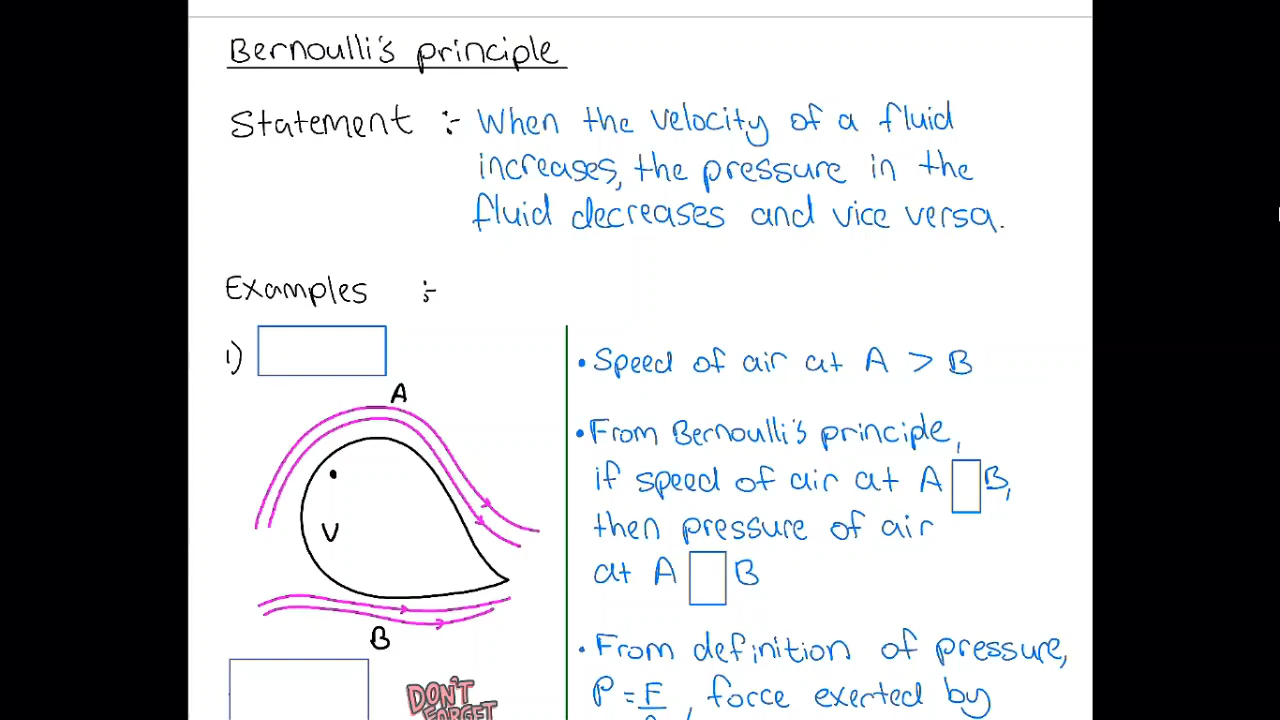 Bernoulli's principle
Statement :- When the velocity of a fluid
increases, the pressure in the
fluid decreases and vice versa.
Examples :-
1)
A
V
B
• Speed of air at A > B
• From Bernoulli's principle,
if speed of air at A B,
then pressure of air
at A B
• From definition of pressure,
P = F , force exerted by
DON'T
FORGET